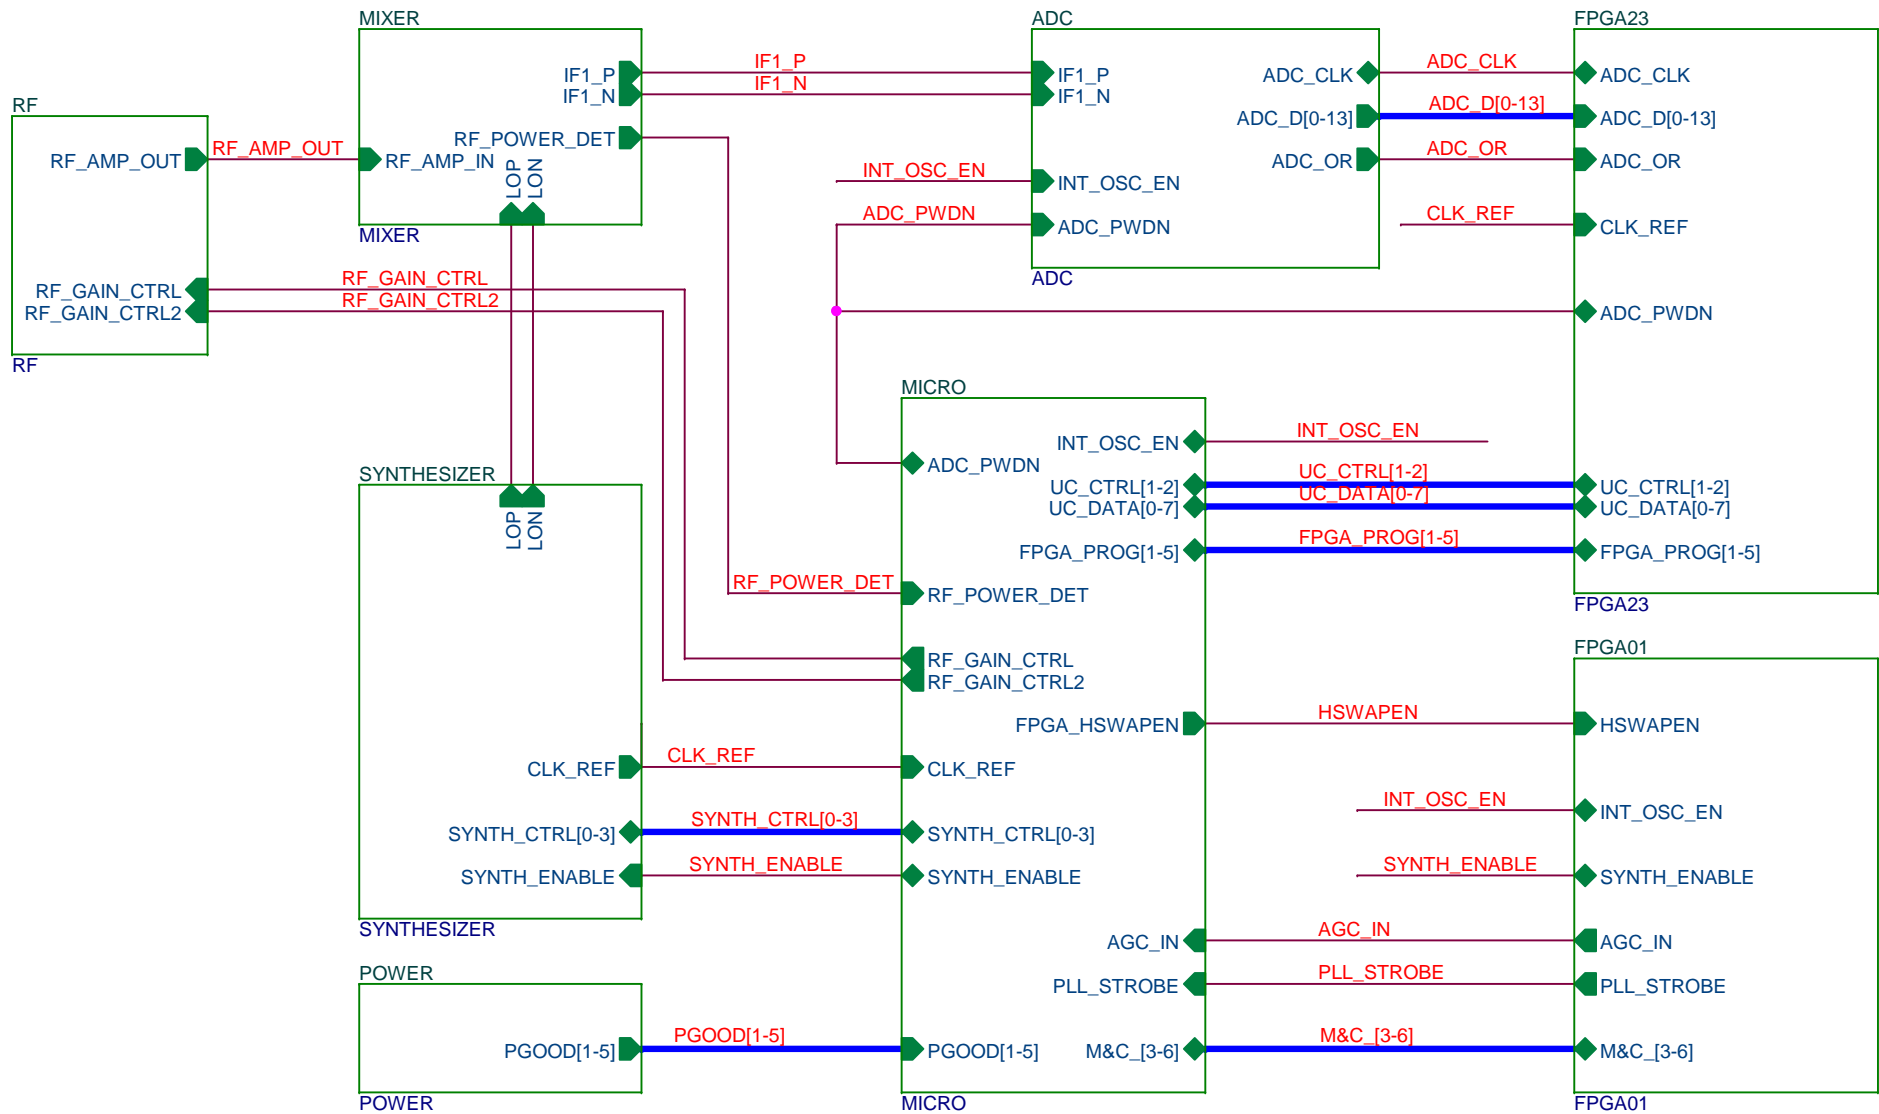 MIXER
ADC
FPGA23
IF1_P
IF1_P
IF1_P
ADC_CLK
ADC_CLK
ADC_CLK
IF1_N
IF1_N
IF1_N
RF
ADC_D[0-13]
ADC_D[0-13]
ADC_D[0-13]
RF_POWER_DET
RF_AMP_OUT
RF_AMP_OUT
RF_AMP_IN
ADC_OR
ADC_OR
ADC_OR
LOP
LON
INT_OSC_EN
INT_OSC_EN
ADC_PWDN
ADC_PWDN
CLK_REF
CLK_REF
MIXER
ADC
RF_GAIN_CTRL
RF_GAIN_CTRL
RF_GAIN_CTRL2
RF_GAIN_CTRL2
ADC_PWDN
RF
MICRO
INT_OSC_EN
INT_OSC_EN
ADC_PWDN
SYNTHESIZER
UC_CTRL[1-2]
UC_CTRL[1-2]
UC_CTRL[1-2]
UC_DATA[0-7]
UC_DATA[0-7]
UC_DATA[0-7]
LOP
LON
FPGA_PROG[1-5]
FPGA_PROG[1-5]
FPGA_PROG[1-5]
RF_POWER_DET
RF_POWER_DET
FPGA23
FPGA01
RF_GAIN_CTRL
RF_GAIN_CTRL2
FPGA_HSWAPEN
HSWAPEN
HSWAPEN
CLK_REF
CLK_REF
CLK_REF
INT_OSC_EN
INT_OSC_EN
SYNTH_CTRL[0-3]
SYNTH_CTRL[0-3]
SYNTH_CTRL[0-3]
SYNTH_ENABLE
SYNTH_ENABLE
SYNTH_ENABLE
SYNTH_ENABLE
SYNTH_ENABLE
SYNTHESIZER
AGC_IN
AGC_IN
AGC_IN
POWER
PLL_STROBE
PLL_STROBE
PLL_STROBE
PGOOD[1-5]
PGOOD[1-5]
PGOOD[1-5]
M&C_[3-6]
M&C_[3-6]
M&C_[3-6]
POWER
MICRO
FPGA01